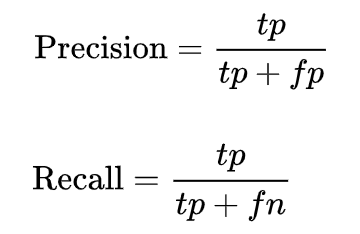 Precision = tp / (tp + fp)
Recall = tp / (tp + fn)